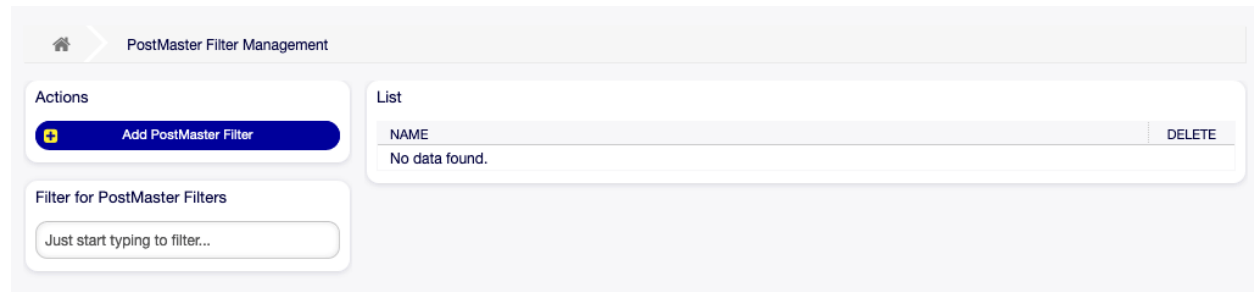 PostMaster Filter Management
Actions
Add PostMaster Filter
Filter for PostMaster Filters
Just start typing to filter...
List
NAME DELETE
No data found.